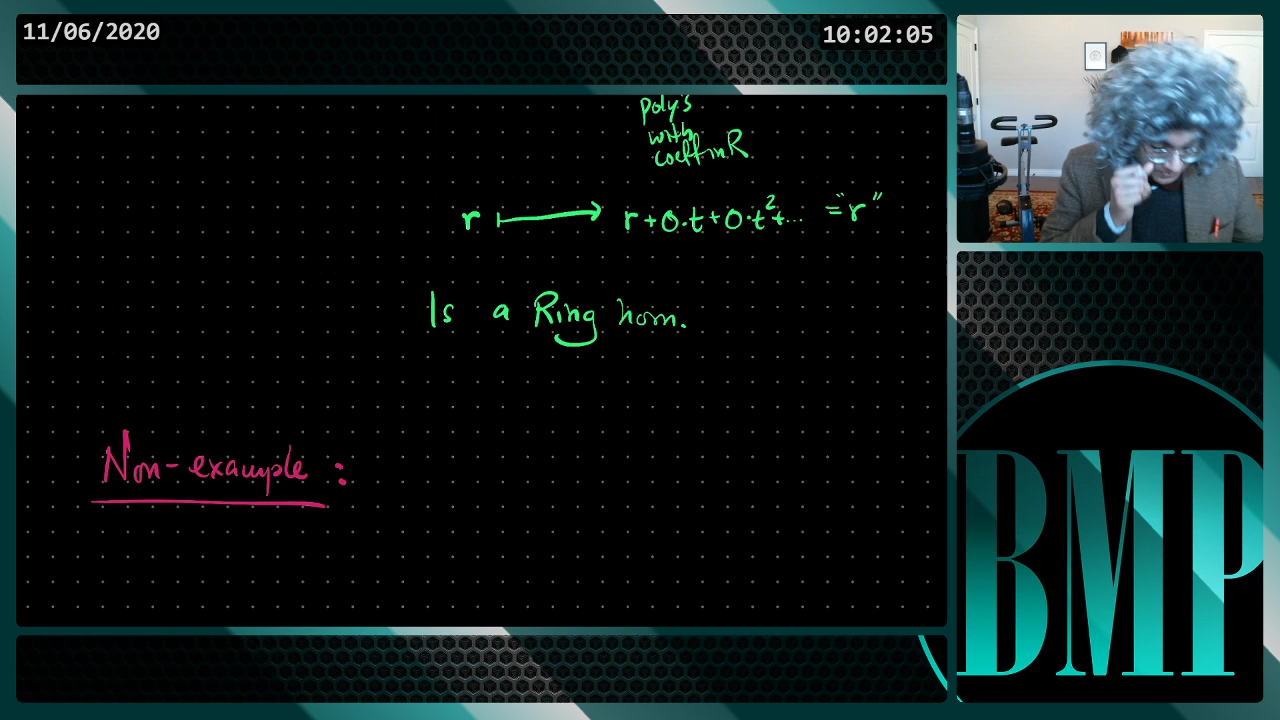 11/06/2020
10:02:05
poly's
with
coeff in R
r ↦ r + 0·t + 0·t² + ... = "r"
Is a Ring hom.
Non-example :
BMP